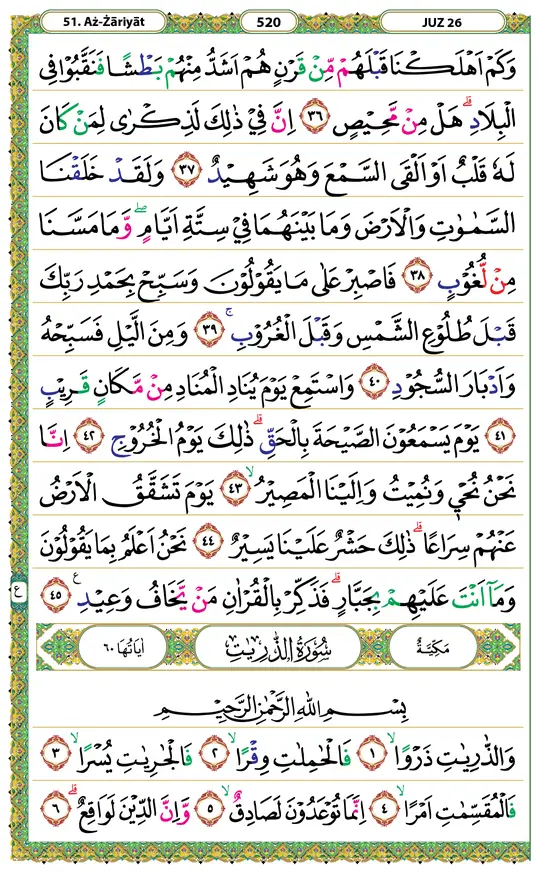 51. Aż-Żāriyāt 520 JUZ 26
وَكَمْ اَهْلَكْنَا قَبْلَهُمْ مِّنْ قَرْنٍ هُمْ اَشَدُّ مِنْهُمْ بَطْشًا فَنَقَّبُوْا فِى
الْبِلَادِۗ هَلْ مِنْ مَّحِيْصٍ ٣٦ اِنَّ فِيْ ذٰلِكَ لَذِكْرٰى لِمَنْ كَانَ
لَهٗ قَلْبٌ اَوْ اَلْقَى السَّمْعَ وَهُوَ شَهِيْدٌ ٣٧ وَلَقَدْ خَلَقْنَا
السَّمٰوٰتِ وَالْاَرْضَ وَمَا بَيْنَهُمَا فِيْ سِتَّةِ اَيَّامٍۖ وَّمَا مَسَّنَا
مِنْ لُّغُوْبٍ ٣٨ فَاصْبِرْ عَلٰى مَا يَقُوْلُوْنَ وَسَبِّحْ بِحَمْدِ رَبِّكَ
قَبْلَ طُلُوْعِ الشَّمْسِ وَقَبْلَ الْغُرُوْبِۚ ٣٩ وَمِنَ الَّيْلِ فَسَبِّحْهُ
وَاَدْبَارَ السُّجُوْدِ ٤٠ وَاسْتَمِعْ يَوْمَ يُنَادِ الْمُنَادِ مِنْ مَّكَانٍ قَرِيْبٍ
٤١ يَوْمَ يَسْمَعُوْنَ الصَّيْحَةَ بِالْحَقِّۗ ذٰلِكَ يَوْمُ الْخُرُوْجِ ٤٢ اِنَّا
نَحْنُ نُحْيٖ وَنُمِيْتُ وَاِلَيْنَا الْمَصِيْرُۙ ٤٣ يَوْمَ تَشَقَّقُ الْاَرْضُ
عَنْهُمْ سِرَاعًاۗ ذٰلِكَ حَشْرٌ عَلَيْنَا يَسِيْرٌ ٤٤ نَحْنُ اَعْلَمُ بِمَا يَقُوْلُوْنَ
وَمَآ اَنْتَ عَلَيْهِمْ بِجَبَّارٍۗ فَذَكِّرْ بِالْقُرْاٰنِ مَنْ يَّخَافُ وَعِيْدِ ࣖ ٤٥
ع
مَكِّيَّةٌ سُوْرَةُ الذّٰرِيٰتِ اٰيَاتُهَا ٦٠
بِسْمِ اللّٰهِ الرَّحْمٰنِ الرَّحِيْمِ
وَالذّٰرِيٰتِ ذَرْوًاۙ ١ فَالْحٰمِلٰتِ وِقْرًاۙ ٢ فَالْجٰرِيٰتِ يُسْرًاۙ ٣
فَالْمُقَسِّمٰتِ اَمْرًاۙ ٤ اِنَّمَا تُوْعَدُوْنَ لَصَادِقٌۙ ٥ وَّاِنَّ الدِّيْنَ لَوَاقِعٌۗ ٦